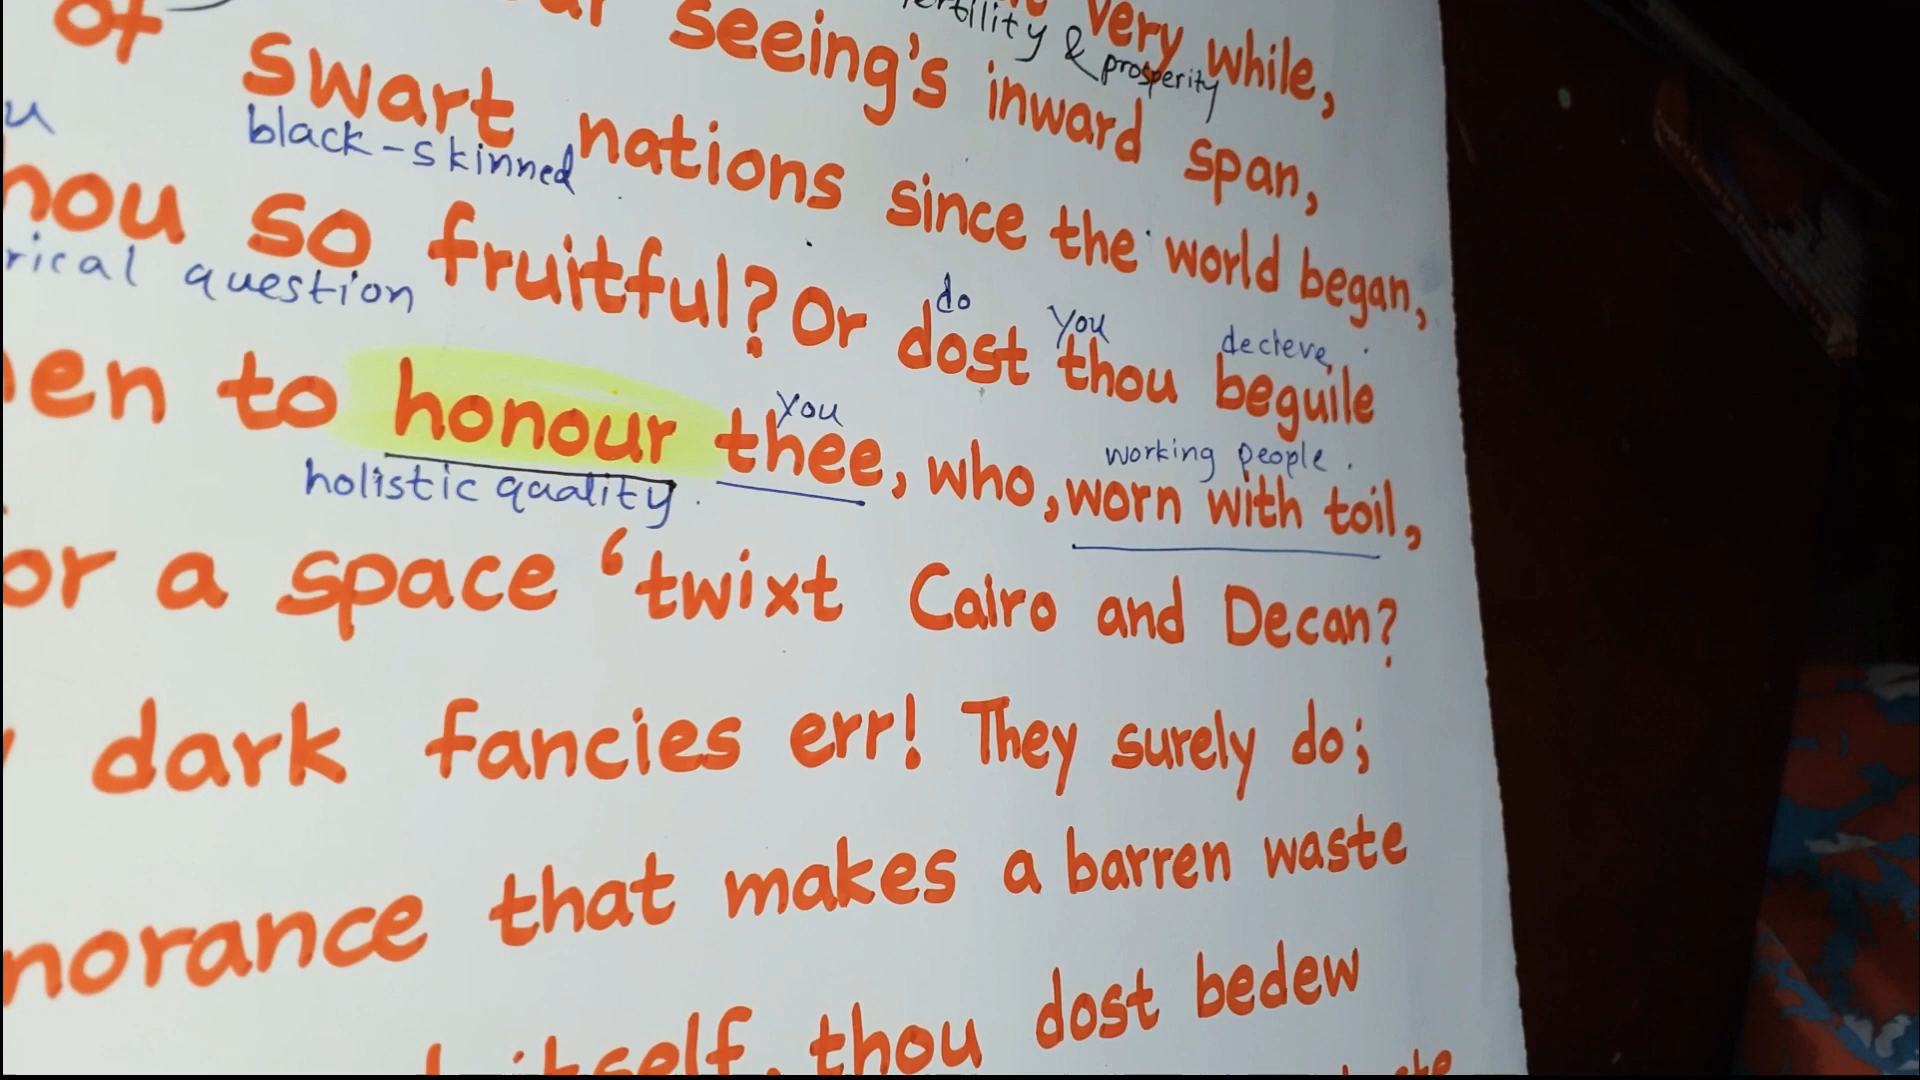 very while,
fertility & prosperity
of seeing's inward span,
swart nations since the world began,
black-skinned
so fruitful? Or dost thou beguile
do you decieve
rical question
to honour thee, who, worn with toil,
you
working people.
holistic quality.
or a space 'twixt Cairo and Decan?
dark fancies err! They surely do;
norance that makes a barren waste
itself, thou dost bedew